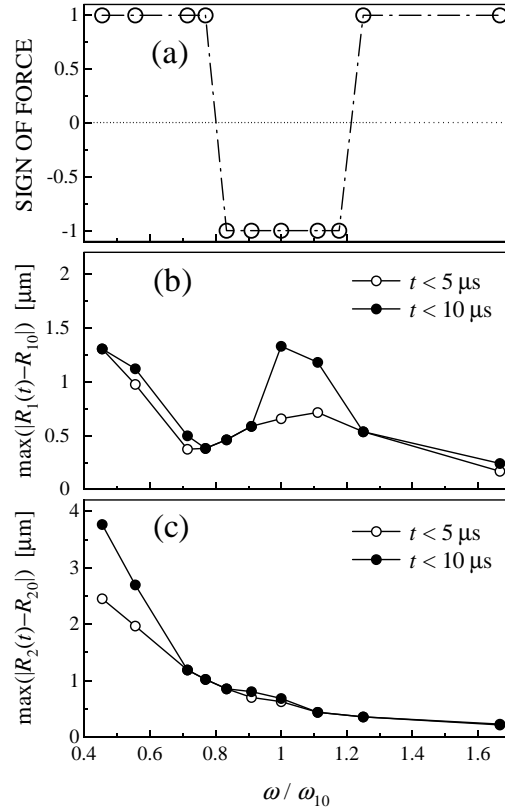 1
0.5
0
-0.5
-1
SIGN OF FORCE
(a)
2
1.5
1
0.5
0
max(|R₁(t)−R₁₀|) [μm]
(b)
t < 5 μs
t < 10 μs
4
3
2
1
0
max(|R₂(t)−R₂₀|) [μm]
(c)
t < 5 μs
t < 10 μs
0.4 0.6 0.8 1 1.2 1.4 1.6
ω / ω₁₀